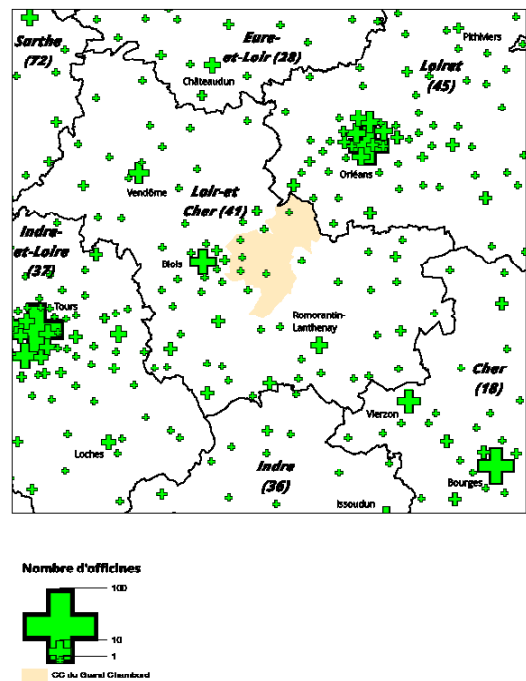 Sarthe
(72)
Eure-
et-Loir (28)
Pithiviers
Loiret
(45)
Châteaudun
Orléans
Vendôme
Loir-et
Cher (41)
Indre-
et-Loire
(37)
Blois
Tours
Romorantin-
Lanthenay
Cher
(18)
Vierzon
Loches
Indre
(36)
Bourges
Issoudun
Nombre d'officines
100
10
1
CC du Grand Chambord